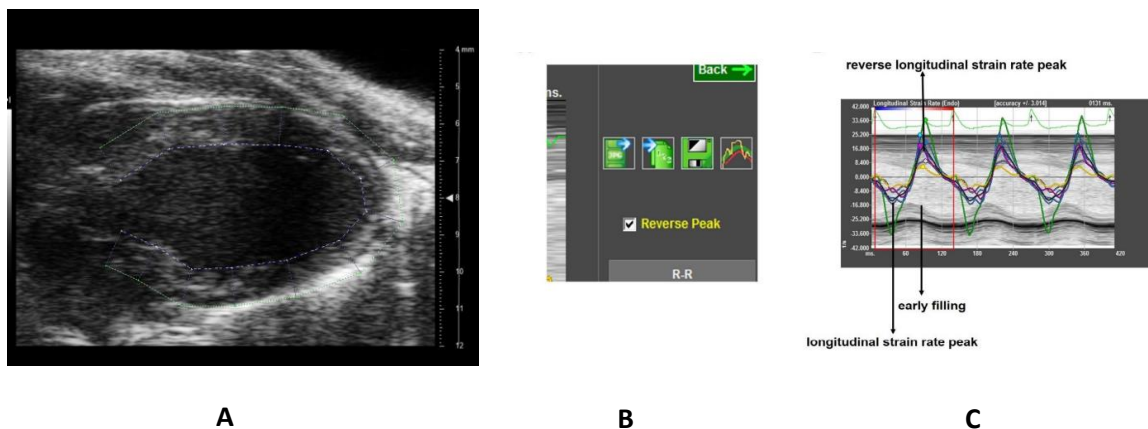 4 mm
5
6
7
8
9
10
11
12
Back
ms.
Reverse Peak
R-R
reverse longitudinal strain rate peak
Longitudinal Strain Rate (Endo) [accuracy +/- 3.014] 0131 ms.
42.000
33.600
25.200
16.800
8.400
0.000
-8.400
-16.800
-25.200
-33.600
-42.000
1/s
ms. 60 120 180 240 300 360 420
early filling
longitudinal strain rate peak
A B C